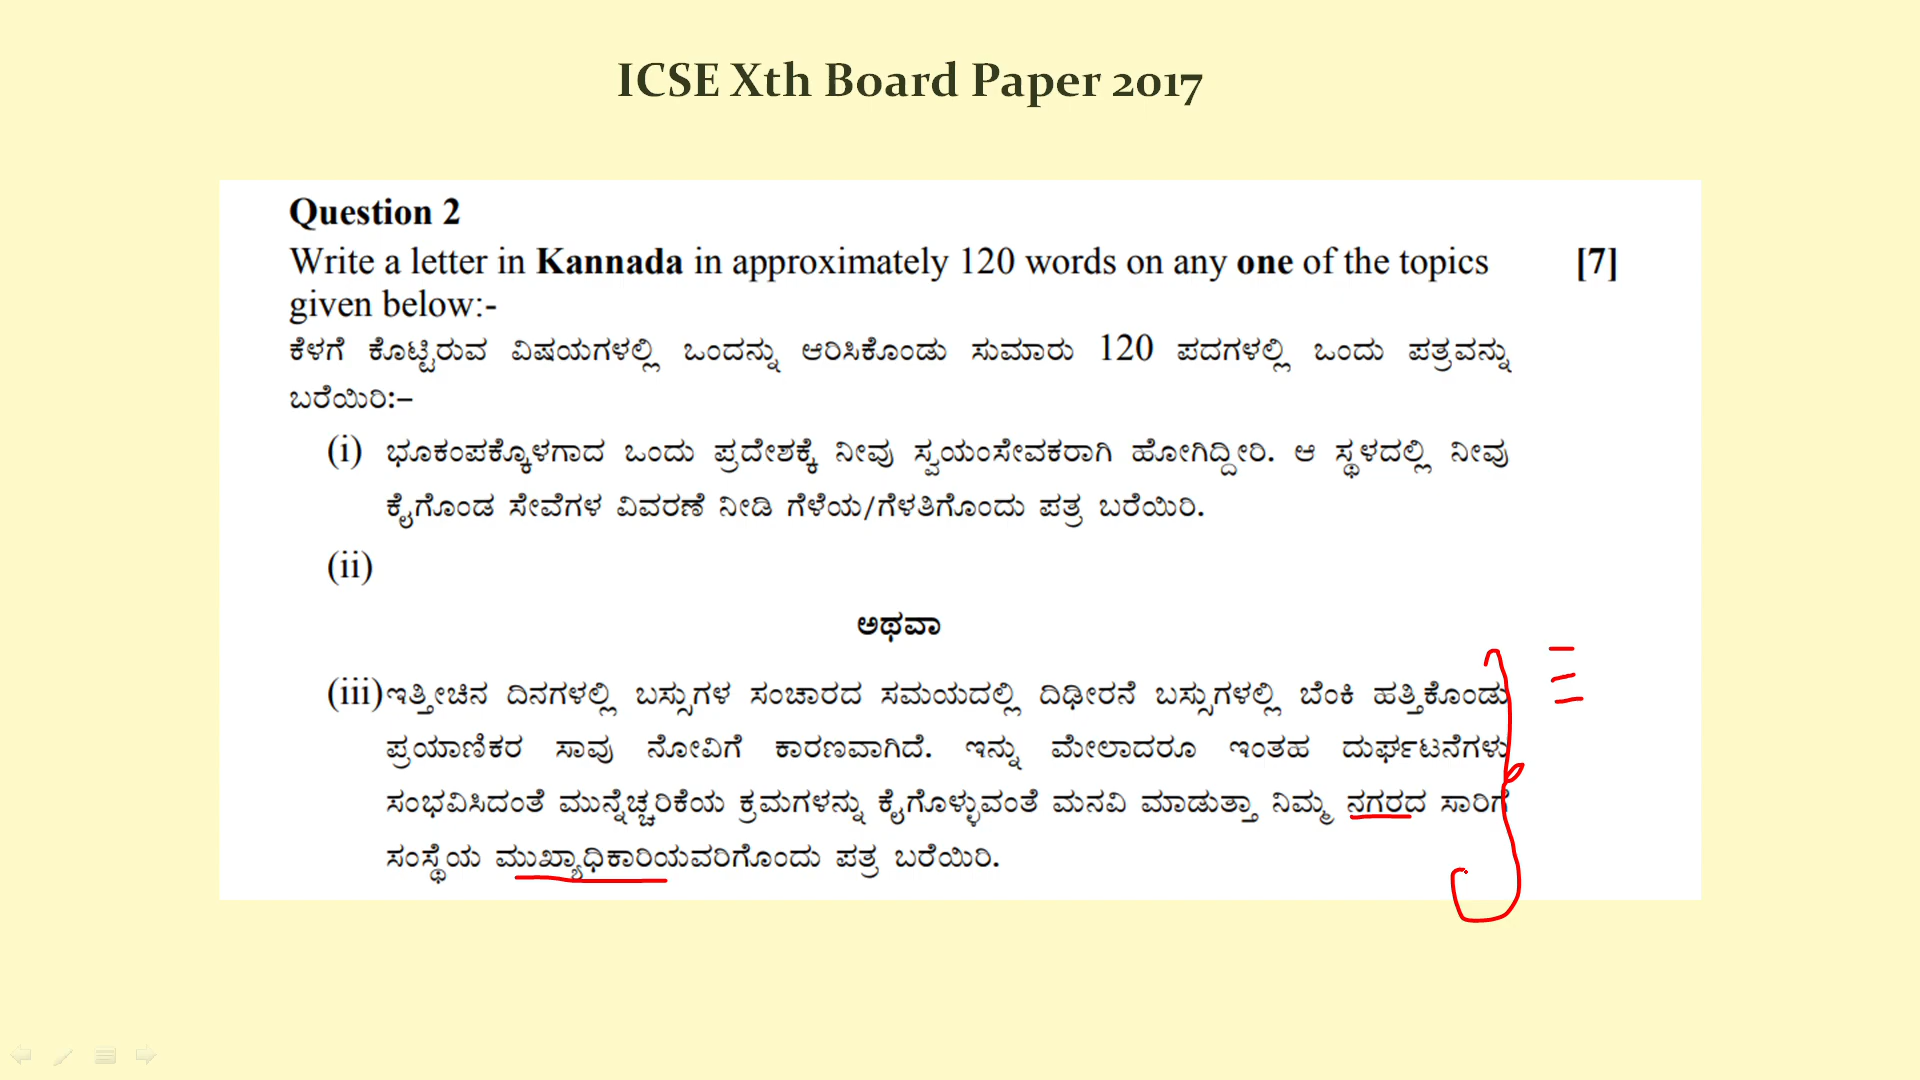 ICSE Xth Board Paper 2017
Question 2
Write a letter in Kannada in approximately 120 words on any one of the topics [7]
given below:-
ಕೆಳಗೆ ಕೊಟ್ಟಿರುವ ವಿಷಯಗಳಲ್ಲಿ ಒಂದನ್ನು ಆರಿಸಿಕೊಂಡು ಸುಮಾರು 120 ಪದಗಳಲ್ಲಿ ಒಂದು ಪತ್ರವನ್ನು
ಬರೆಯಿರಿ:–
(i) ಭೂಕಂಪಕ್ಕೊಳಗಾದ ಒಂದು ಪ್ರದೇಶಕ್ಕೆ ನೀವು ಸ್ವಯಂಸೇವಕರಾಗಿ ಹೋಗಿದ್ದೀರಿ. ಆ ಸ್ಥಳದಲ್ಲಿ ನೀವು
ಕೈಗೊಂಡ ಸೇವೆಗಳ ವಿವರಣೆ ನೀಡಿ ಗೆಳೆಯ/ಗೆಳತಿಗೊಂದು ಪತ್ರ ಬರೆಯಿರಿ.
(ii)
ಅಥವಾ
(iii) ಇತ್ತೀಚಿನ ದಿನಗಳಲ್ಲಿ ಬಸ್ಸುಗಳ ಸಂಚಾರದ ಸಮಯದಲ್ಲಿ ದಿಢೀರನೆ ಬಸ್ಸುಗಳಲ್ಲಿ ಬೆಂಕಿ ಹತ್ತಿಕೊಂಡು
ಪ್ರಯಾಣಿಕರ ಸಾವು ನೋವಿಗೆ ಕಾರಣವಾಗಿದೆ. ಇನ್ನು ಮೇಲಾದರೂ ಇಂತಹ ದುರ್ಘಟನೆಗಳು
ಸಂಭವಿಸಿದಂತೆ ಮುನ್ನೆಚ್ಚರಿಕೆಯ ಕ್ರಮಗಳನ್ನು ಕೈಗೊಳ್ಳುವಂತೆ ಮನವಿ ಮಾಡುತ್ತಾ ನಿಮ್ಮ ನಗರದ ಸಾರಿಗೆ
ಸಂಸ್ಥೆಯ ಮುಖ್ಯಾಧಿಕಾರಿಯವರಿಗೊಂದು ಪತ್ರ ಬರೆಯಿರಿ.